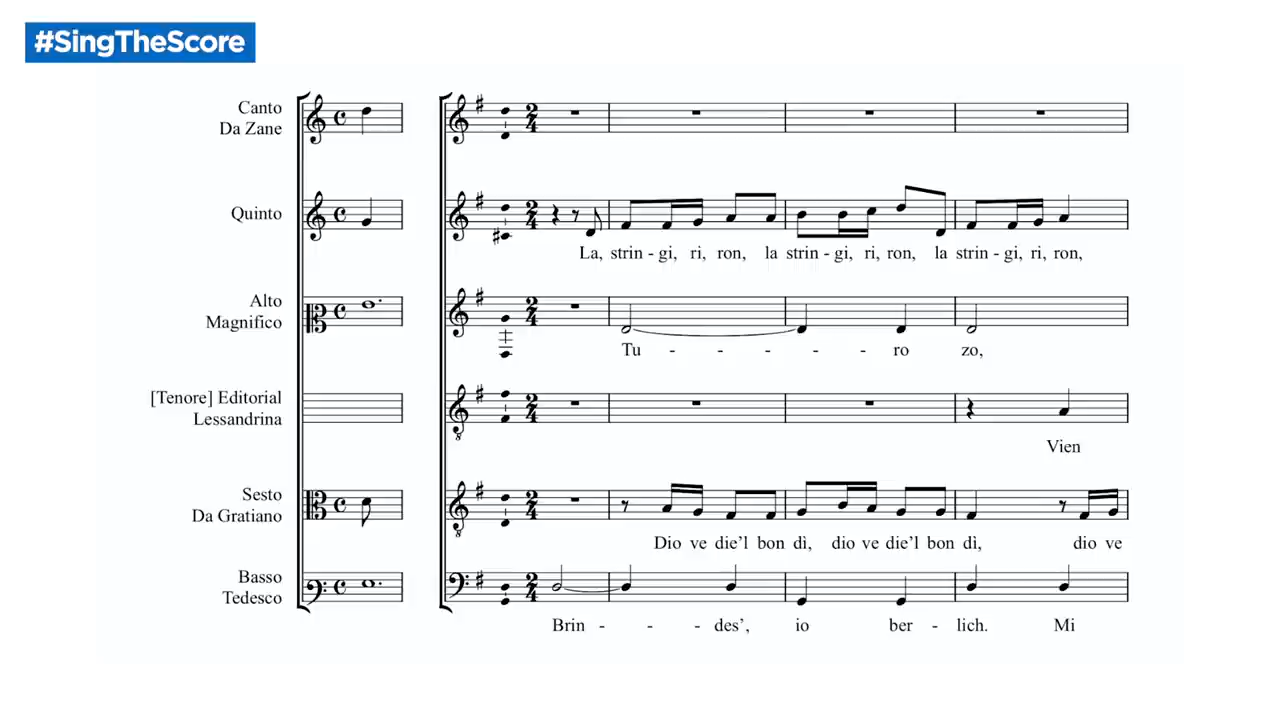 #SingTheScore
Canto
Da Zane
Quinto
La, strin - gi, ri, ron, la strin - gi, ri, ron, la strin - gi, ri, ron,
Alto
Magnifico
Tu - - - - - ro zo,
[Tenore] Editorial
Lessandrina
Vien
Sesto
Da Gratiano
Dio ve die'l bon dì, dio ve die'l bon dì, dio ve
Basso
Tedesco
Brin - - - des', io ber - lich. Mi